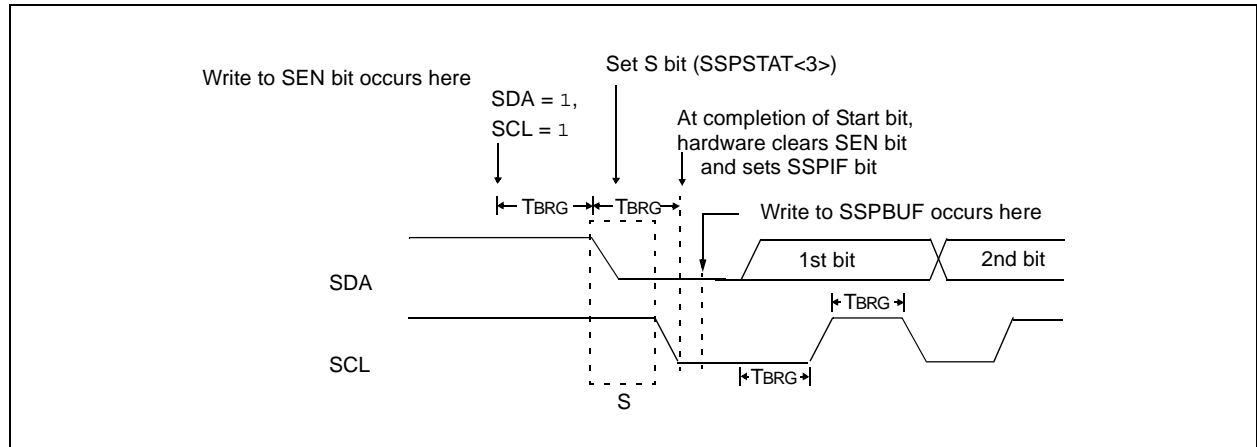 Write to SEN bit occurs here
Set S bit (SSPSTAT<3>)
SDA = 1,
SCL = 1
At completion of Start bit,
hardware clears SEN bit
and sets SSPIF bit
TBRG
TBRG
Write to SSPBUF occurs here
SDA
1st bit
2nd bit
TBRG
SCL
TBRG
S